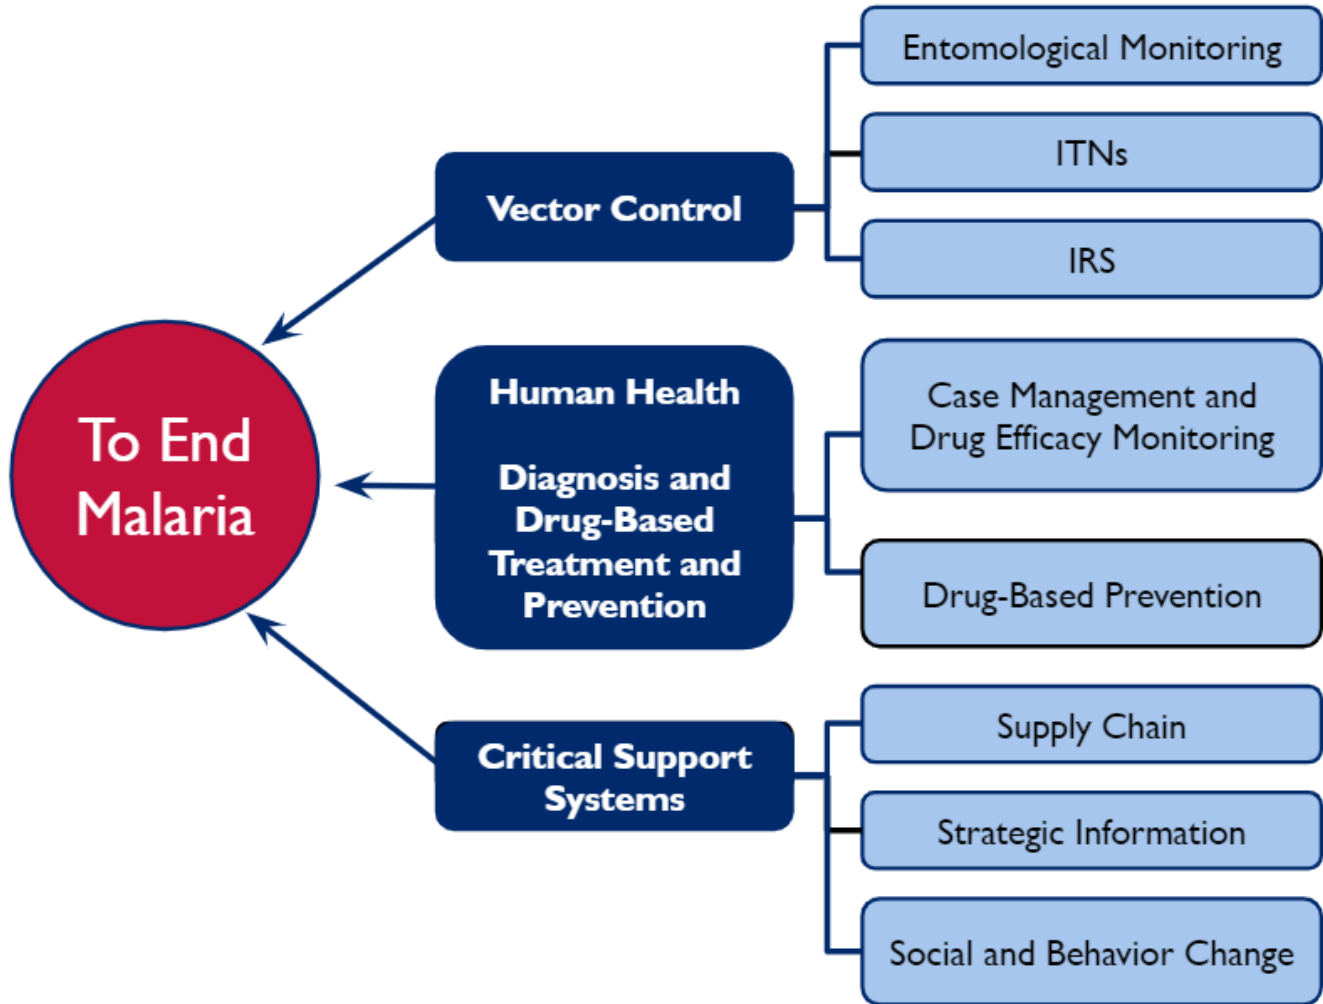 To End
Malaria
Vector Control
Entomological Monitoring
ITNs
IRS
Human Health
Diagnosis and
Drug-Based
Treatment and
Prevention
Case Management and
Drug Efficacy Monitoring
Drug-Based Prevention
Critical Support
Systems
Supply Chain
Strategic Information
Social and Behavior Change